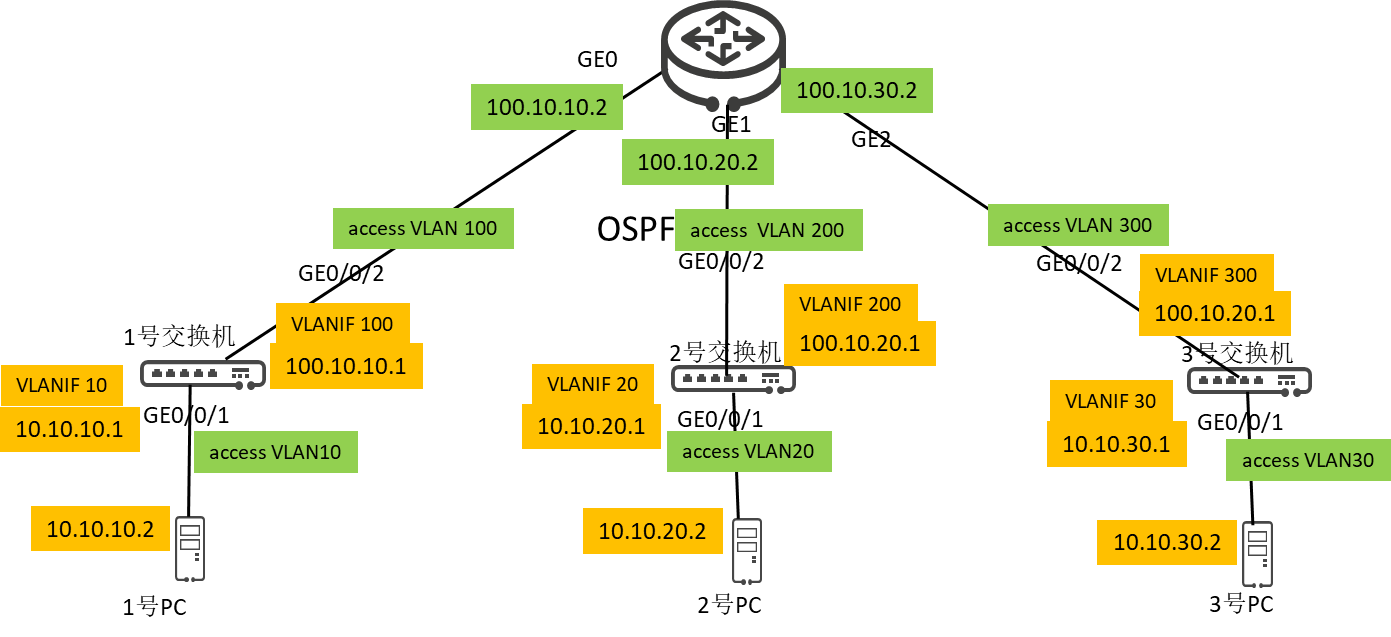 GE0
100.10.10.2
100.10.30.2
GE1
GE2
100.10.20.2
access VLAN 100
OSPF
access  VLAN 200
access VLAN 300
GE0/0/2
GE0/0/2
GE0/0/2
VLANIF 300
100.10.20.1
VLANIF 200
100.10.20.1
VLANIF 100
100.10.10.1
1号交换机
2号交换机
3号交换机
VLANIF 10
10.10.10.1
GE0/0/1
access VLAN10
VLANIF 20
10.10.20.1
GE0/0/1
access VLAN20
VLANIF 30
10.10.30.1
GE0/0/1
access VLAN30
10.10.10.2
10.10.20.2
10.10.30.2
1号PC
2号PC
3号PC